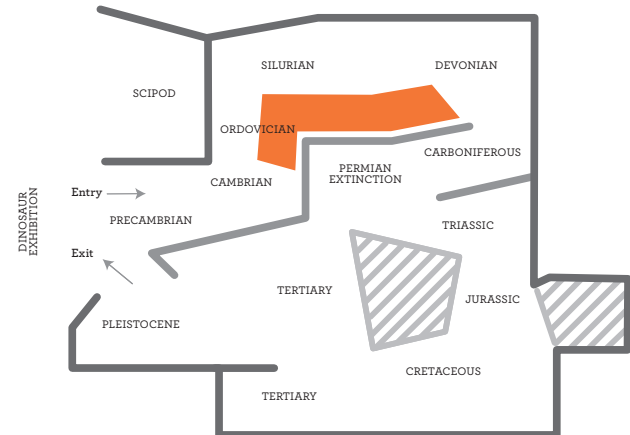 SILURIAN
DEVONIAN
SCIPOD
ORDOVICIAN
CARBONIFEROUS
PERMIAN
EXTINCTION
CAMBRIAN
Entry
PRECAMBRIAN
TRIASSIC
DINOSAUR
EXHIBITION
Exit
TERTIARY
JURASSIC
PLEISTOCENE
CRETACEOUS
TERTIARY